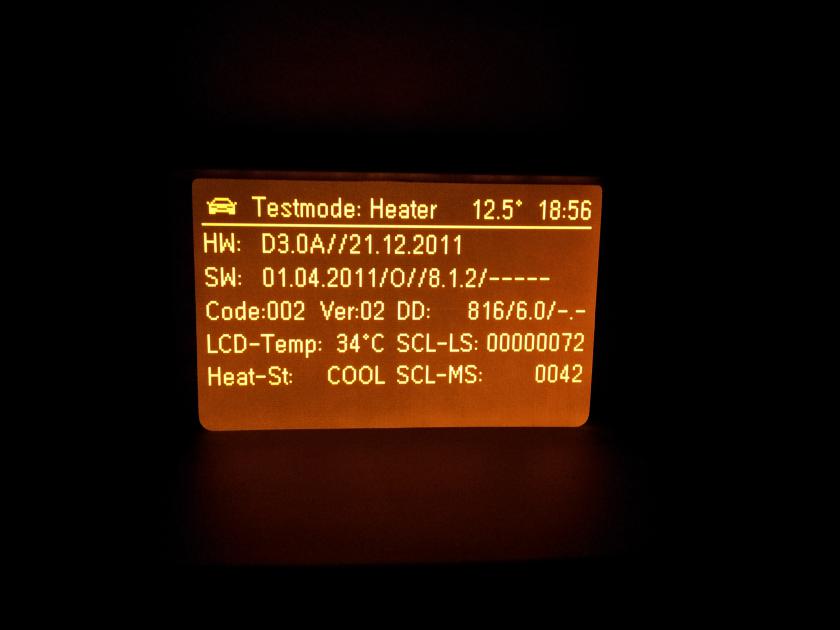 Testmode: Heater 12.5° 18:56
HW: D3.0A//21.12.2011
SW: 01.04.2011/O//8.1.2/-----
Code:002 Ver:02 DD: 816/6.0/-.-
LCD-Temp: 34°C SCL-LS: 00000072
Heat-St: COOL SCL-MS: 0042